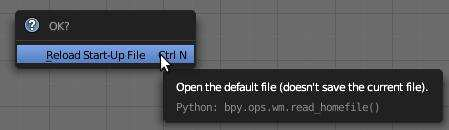 OK?
Reload Start-Up File Ctrl N
Open the default file (doesn't save the current file).
Python: bpy.ops.wm.read_homefile()